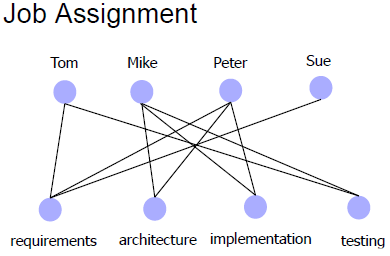 Job Assignment
Tom Mike Peter Sue
requirements architecture implementation testing